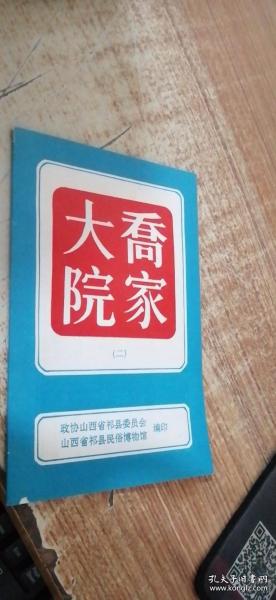 喬家
大院
(二)
政协山西省祁县委员会
山西省祁县民俗博物馆
编印
孔夫子旧书网